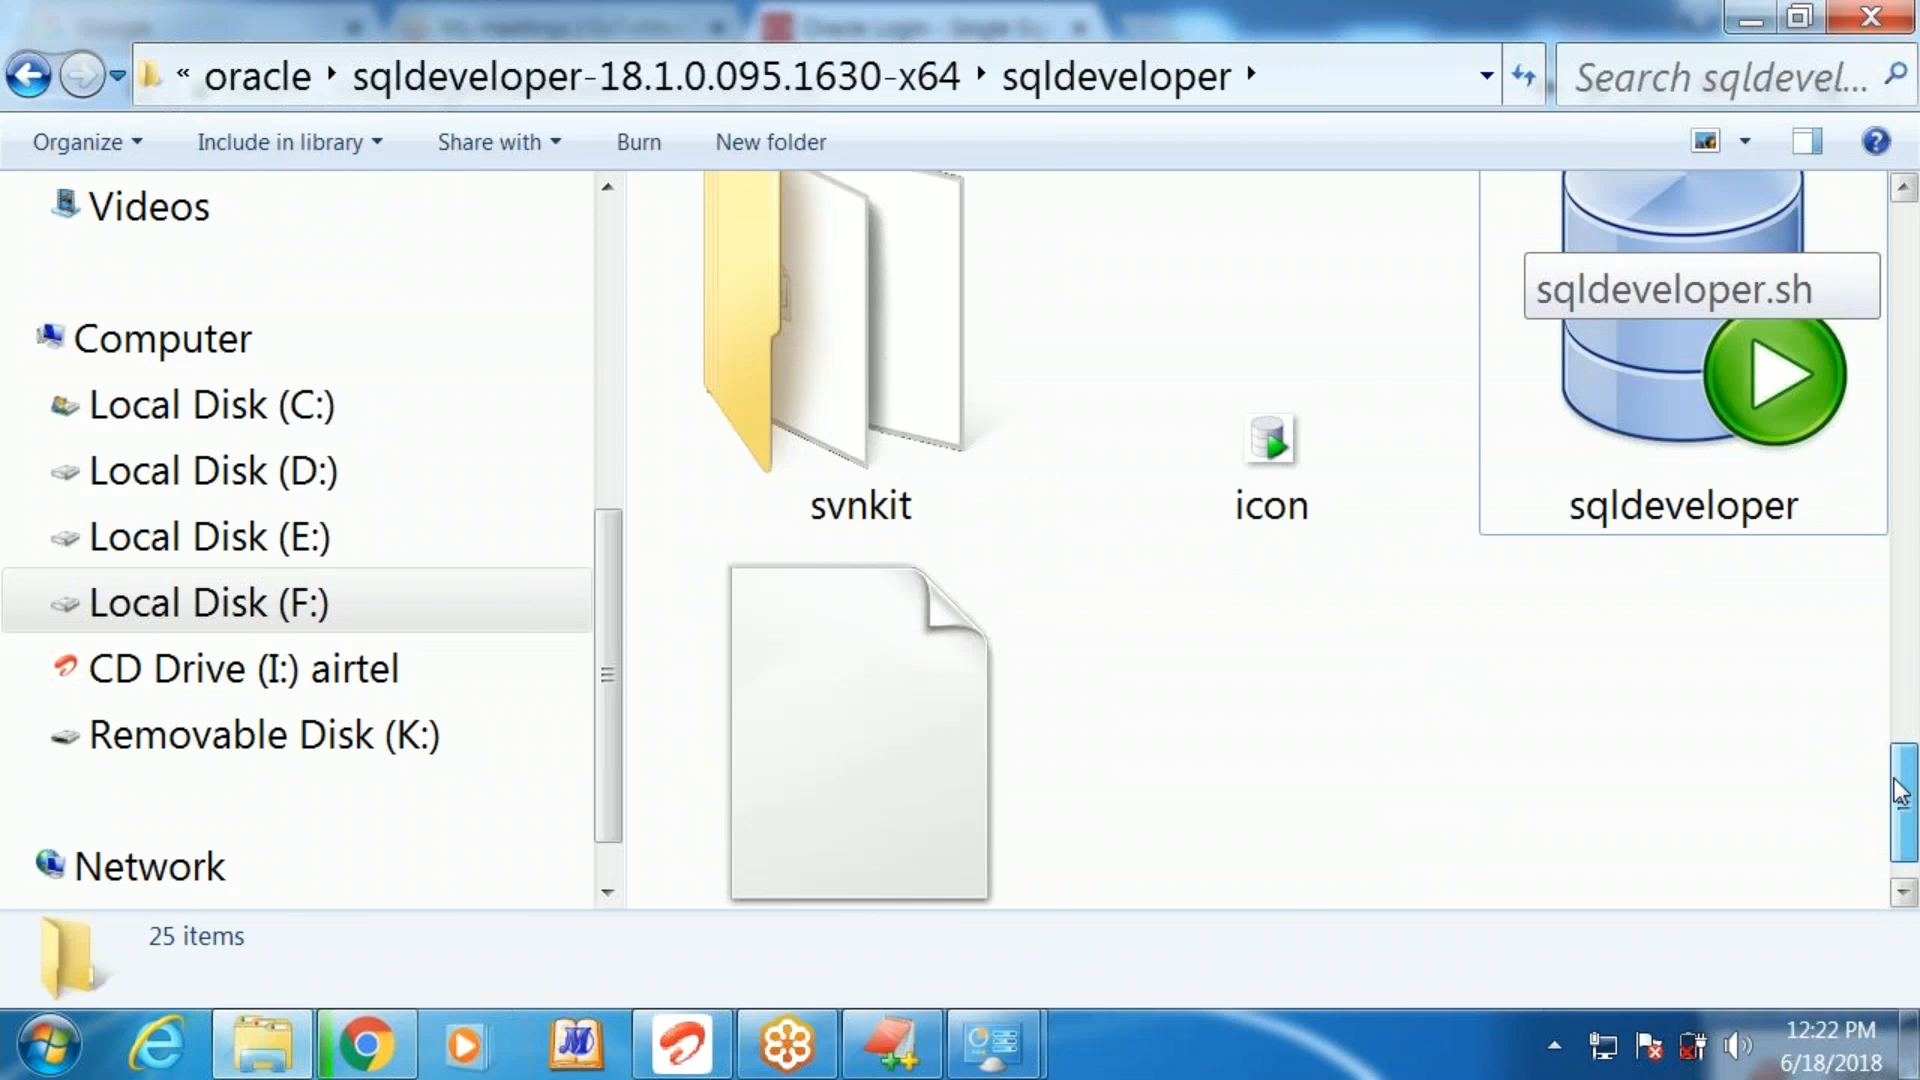 « oracle sqldeveloper-18.1.0.095.1630-x64 sqldeveloper
Search sqldevel...
Organize Include in library Share with Burn New folder
Videos
Computer
Local Disk (C:)
Local Disk (D:)
Local Disk (E:)
Local Disk (F:)
CD Drive (I:) airtel
Removable Disk (K:)
Network
sqldeveloper.sh
svnkit
icon
sqldeveloper
25 items
12:22 PM
6/18/2018